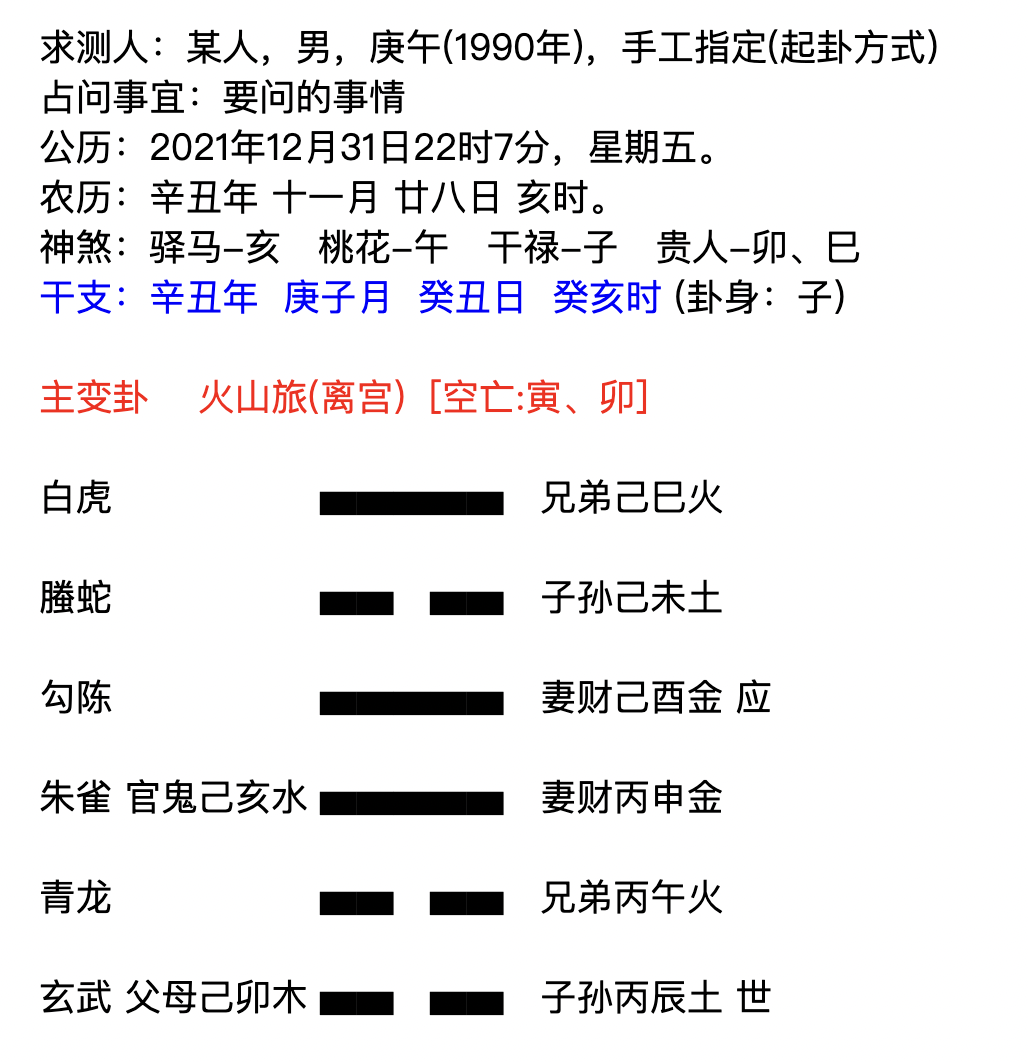 求测人：某人，男，庚午(1990年)，手工指定(起卦方式)
占问事宜：要问的事情
公历：2021年12月31日22时7分，星期五。
农历：辛丑年 十一月 廿八日 亥时。
神煞：驿马–亥 桃花–午 干禄–子 贵人–卯、巳
干支：辛丑年 庚子月 癸丑日 癸亥时 (卦身：子)
主变卦 火山旅(离宫) [空亡:寅、卯]
白虎 兄弟己巳火
螣蛇 子孙己未土
勾陈 妻财己酉金 应
朱雀 官鬼己亥水 妻财丙申金
青龙 兄弟丙午火
玄武 父母己卯木 子孙丙辰土 世